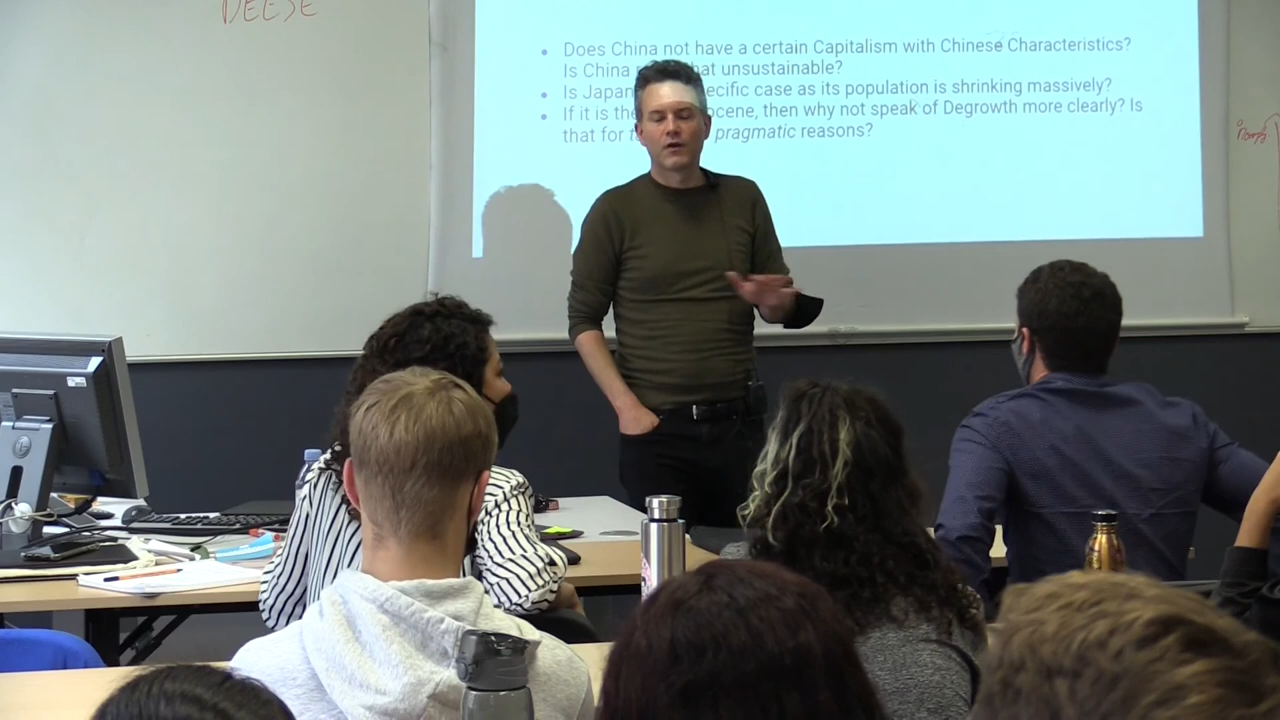 DEESE
Does China not have a certain Capitalism with Chinese Characteristics?
Is China that unsustainable?
Is Japan case as its population is shrinking massively?
If it is the then why not speak of Degrowth more clearly? Is
that for pragmatic reasons?